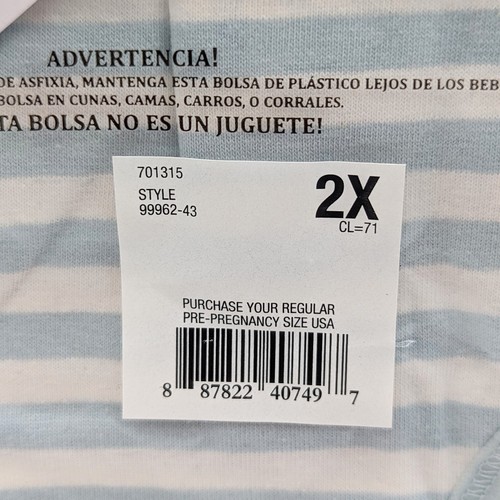 ADVERTENCIA!
DE ASFIXIA, MANTENGA ESTA BOLSA DE PLÁSTICO LEJOS DE LOS BEB
BOLSA EN CUNAS, CAMAS, CARROS, O CORRALES.
TA BOLSA NO ES UN JUGUETE!
701315
STYLE
99962-43
2X
CL=71
PURCHASE YOUR REGULAR
PRE-PREGNANCY SIZE USA
8 87822 40749 7